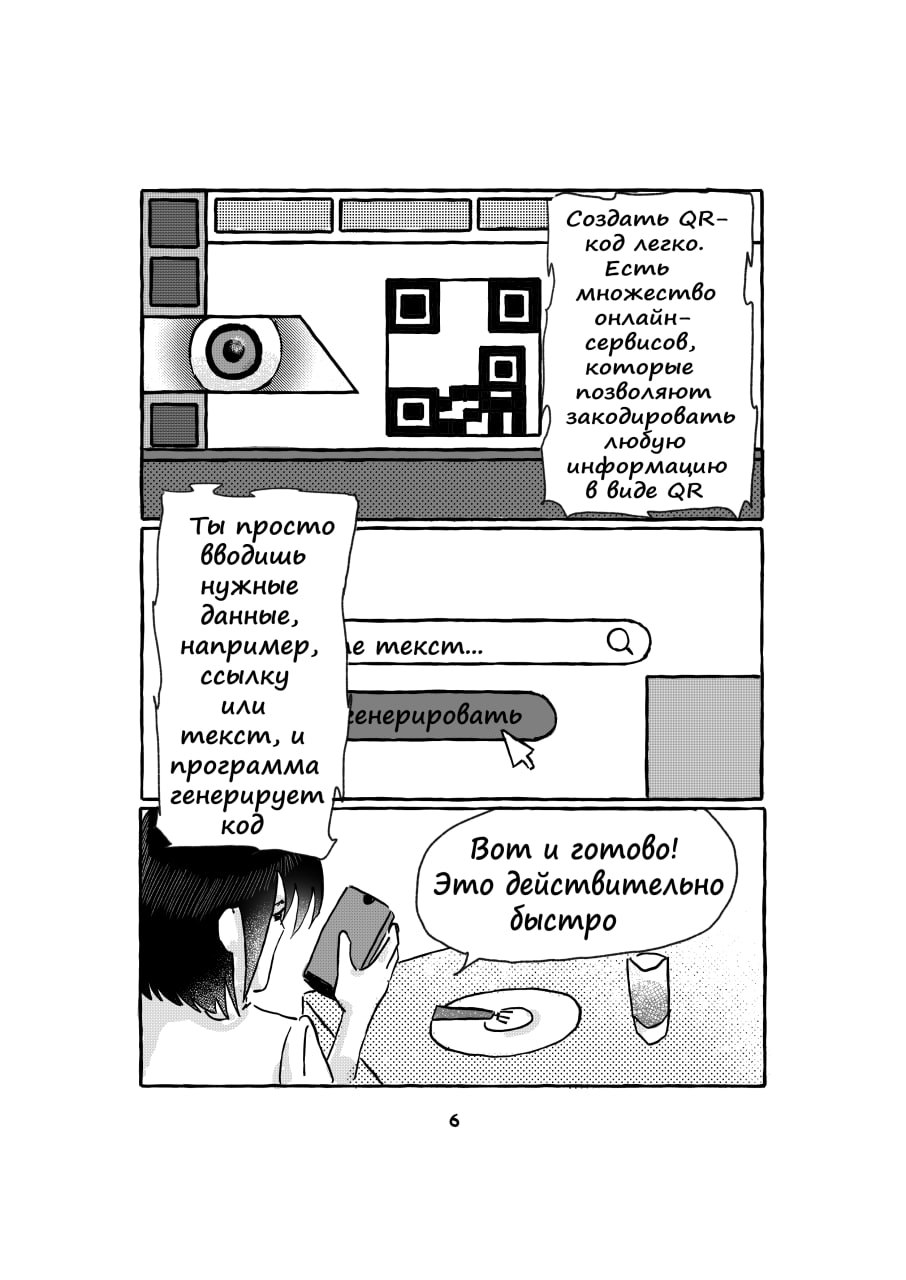 Создать QR-
код легко.
Есть
множество
онлайн-
сервисов,
которые
позволяют
закодировать
любую
информацию
в виде QR
Ты просто
вводишь
нужные
данные,
например,
ссылку
или
текст, и
программа
генерирует
код
текст...
генерировать
Вот и готово!
Это действительно
быстро
6